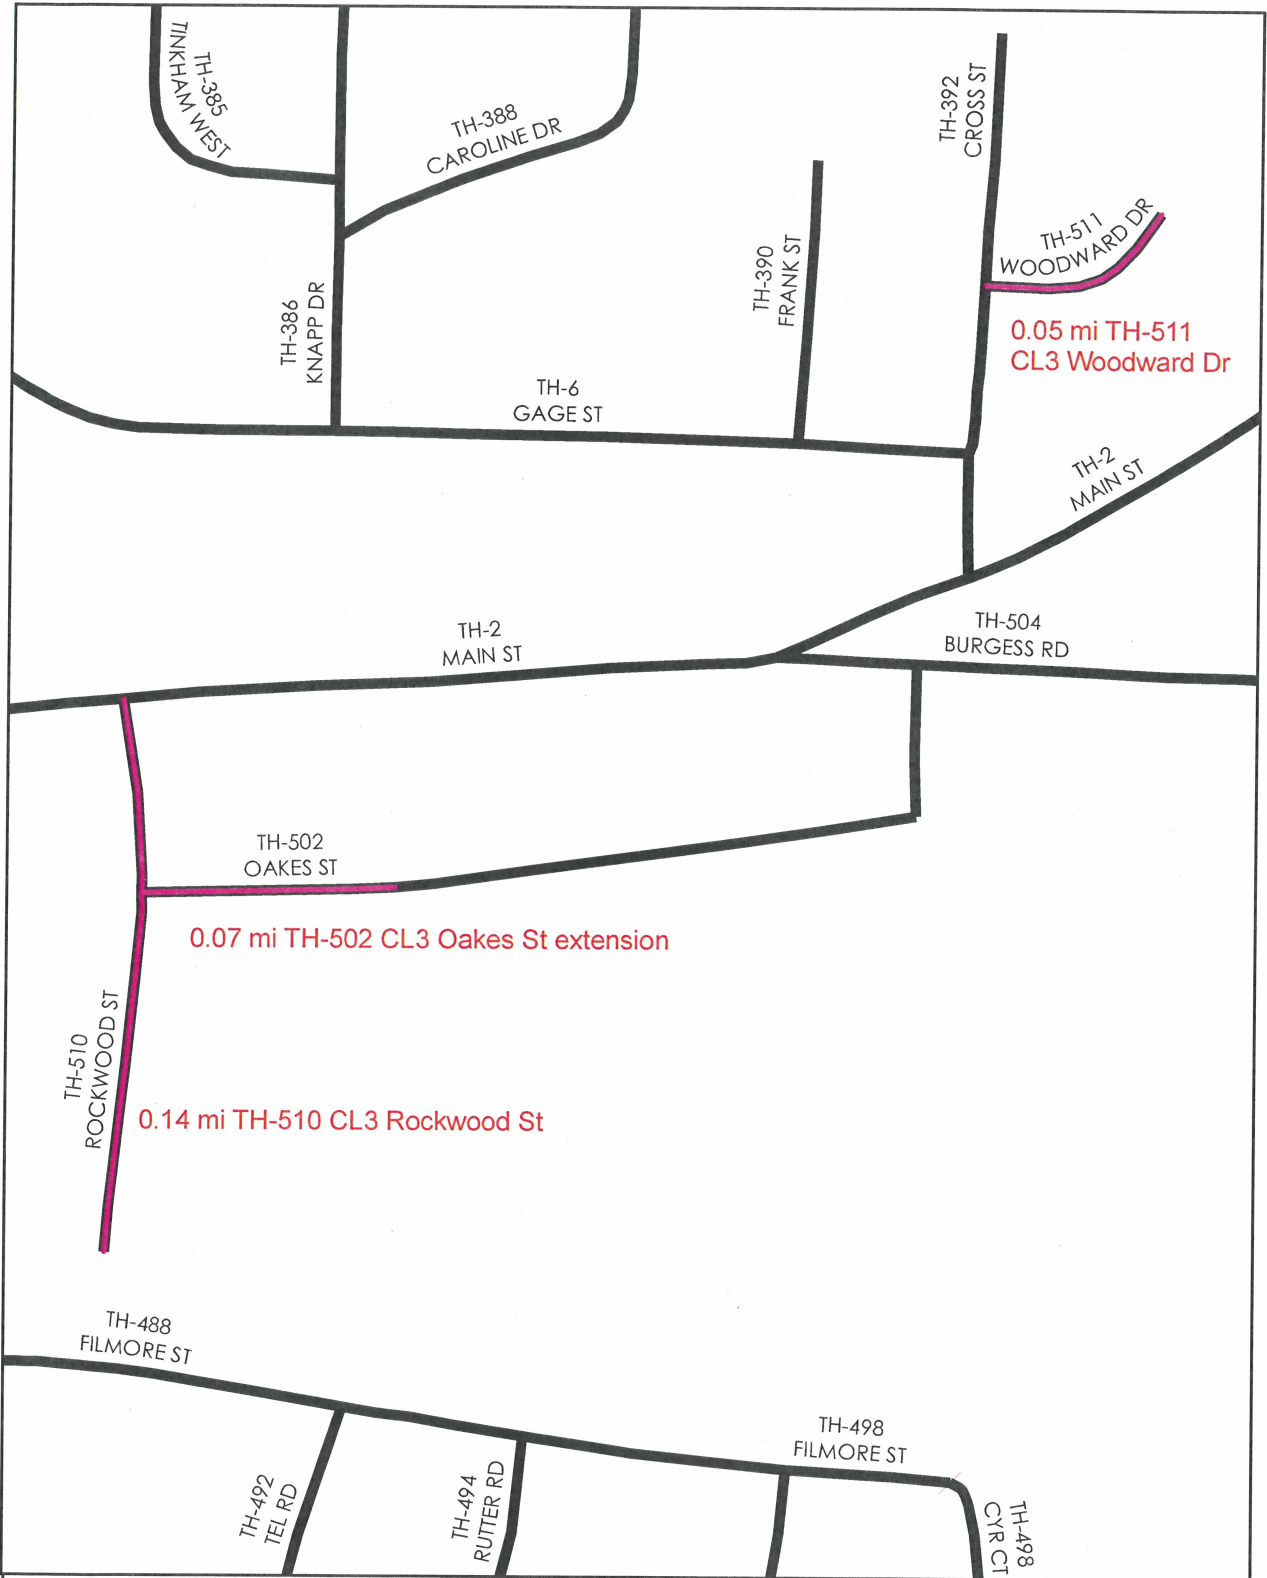 TH-385
TINKHAM WEST
TH-388
CAROLINE DR
TH-392
CROSS ST
TH-511
WOODWARD DR
TH-390
FRANK ST
TH-386
KNAPP DR
0.05 mi TH-511
CL3 Woodward Dr
TH-6
GAGE ST
TH-2
MAIN ST
TH-504
BURGESS RD
TH-2
MAIN ST
TH-502
OAKES ST
0.07 mi TH-502 CL3 Oakes St extension
TH-510
ROCKWOOD ST
0.14 mi TH-510 CL3 Rockwood St
TH-488
FILMORE ST
TH-498
FILMORE ST
TH-492
TEL RD
TH-494
RUTTER RD
TH-498
CYR CT